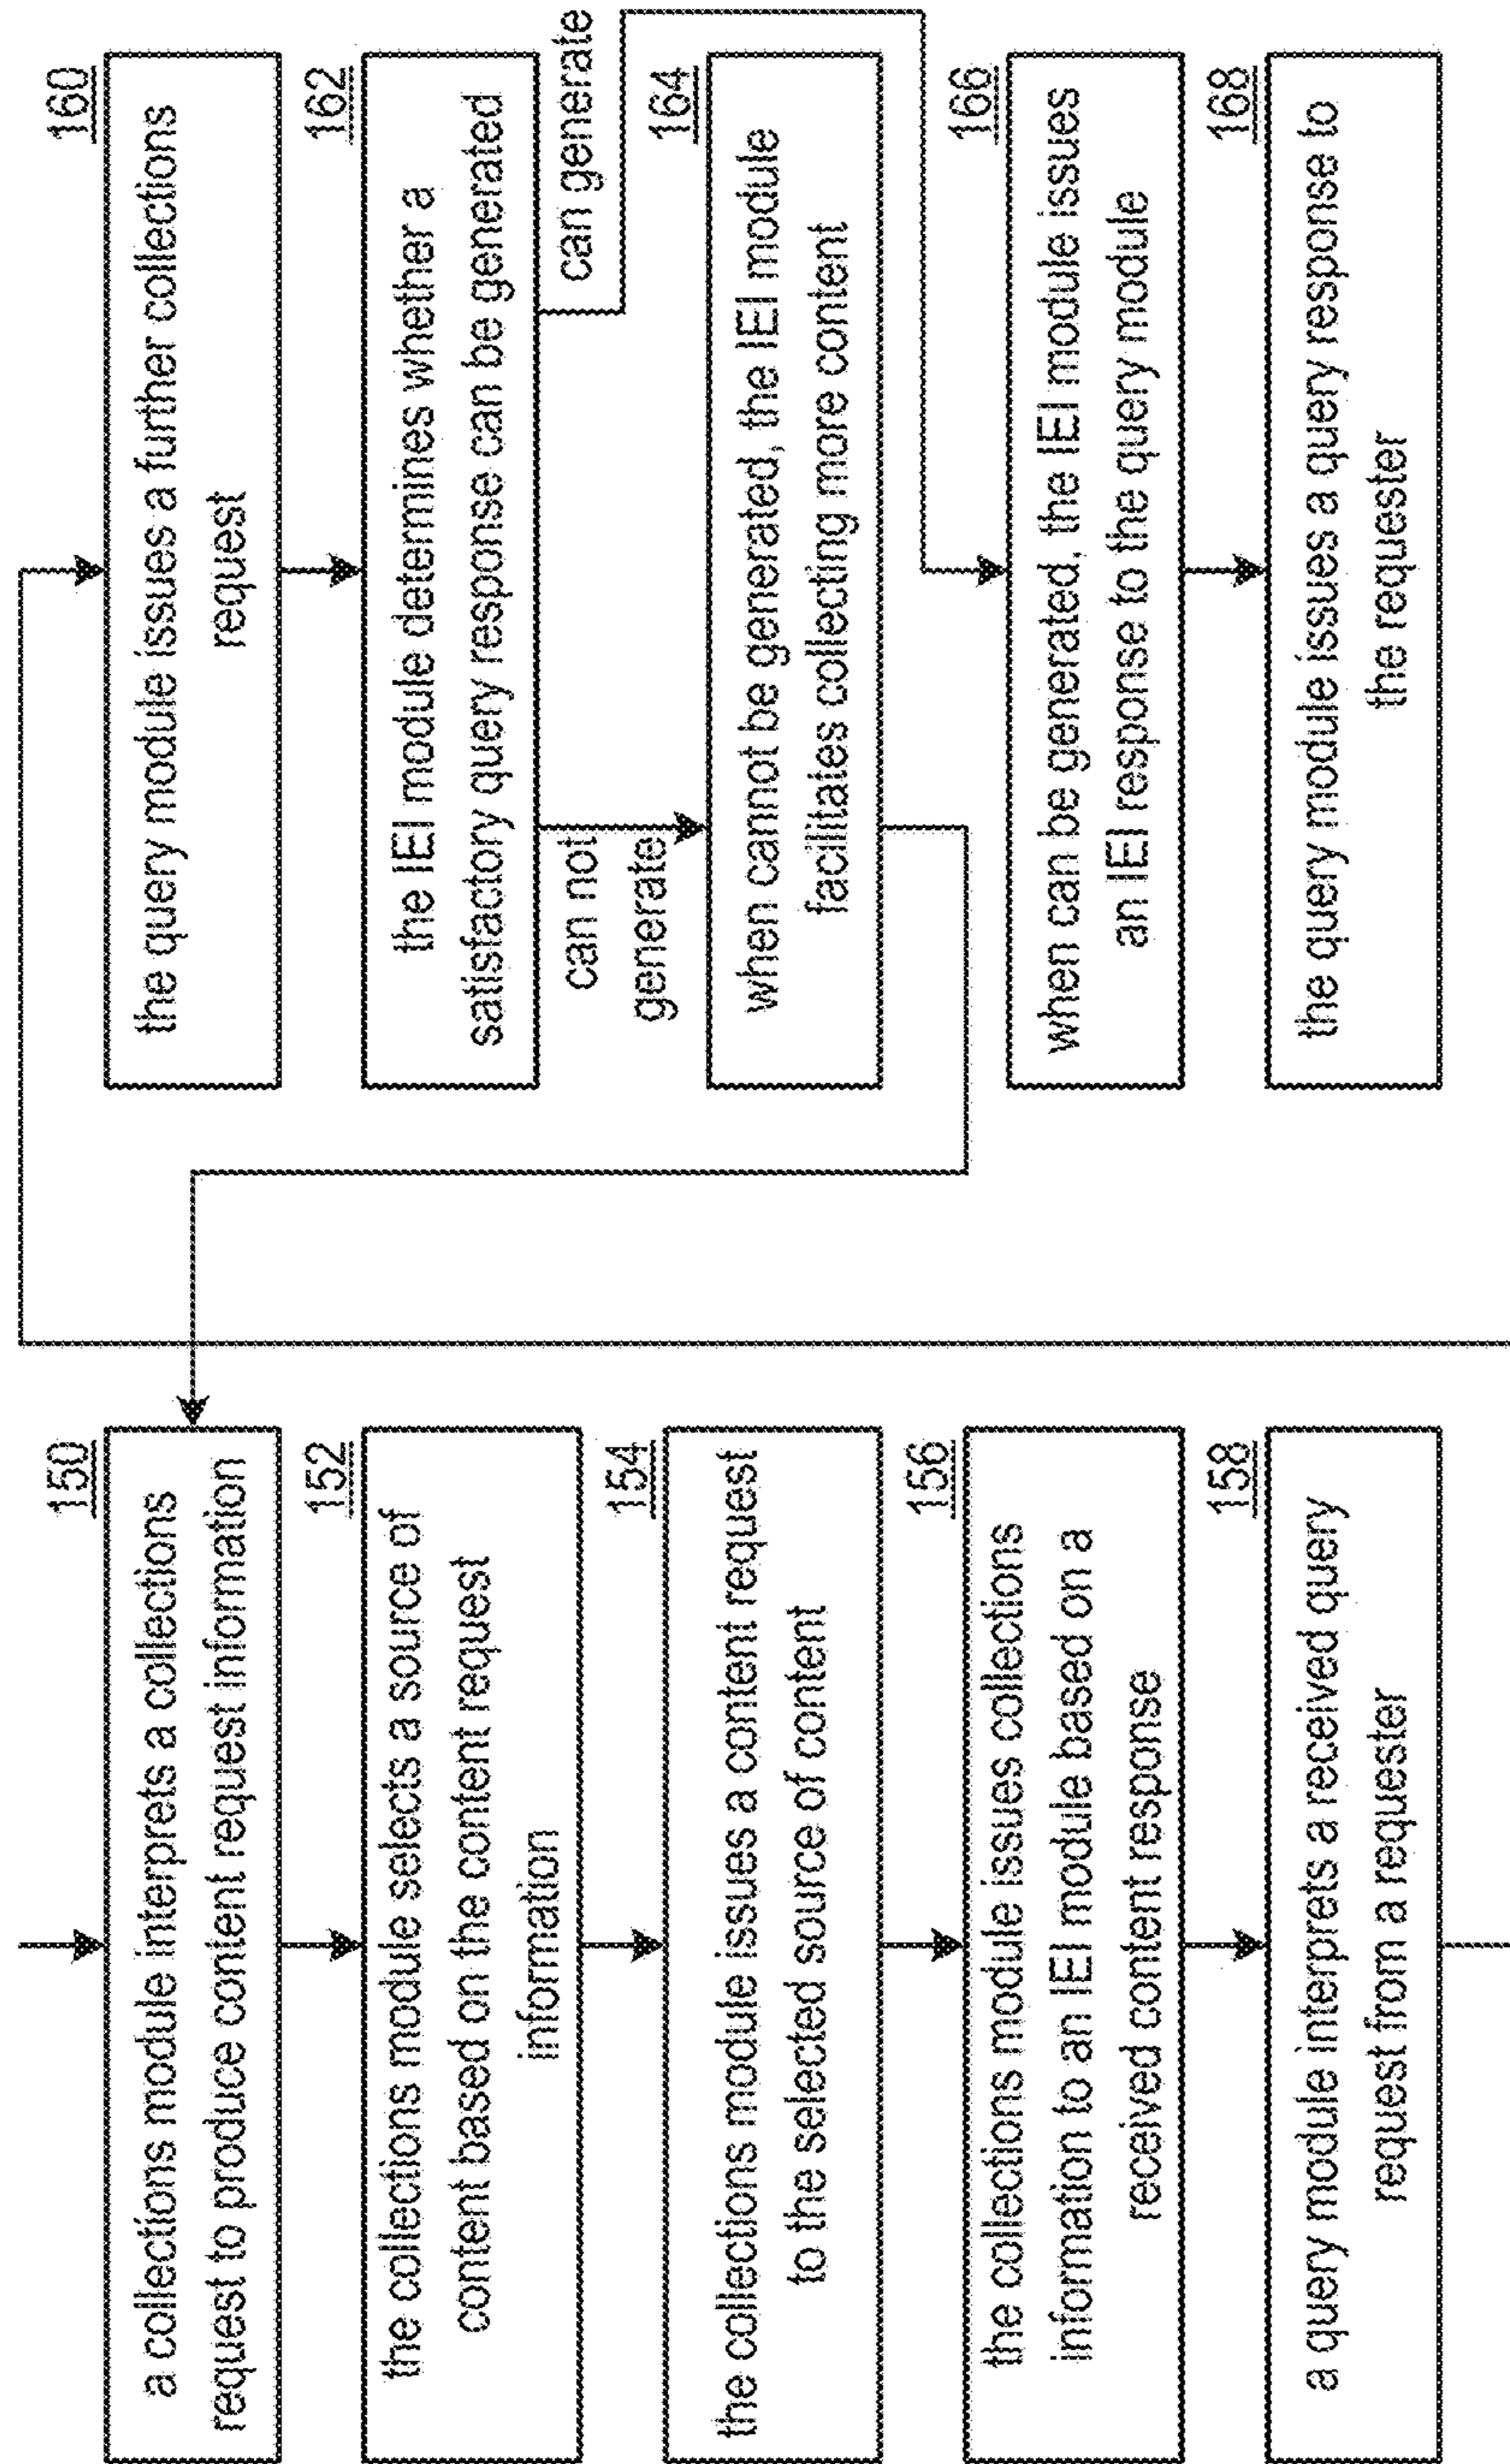 150
a collections module interprets a collections
request to produce content request information
152
the collections module selects a source of
content based on the content request
information
154
the collections module issues a content request
to the selected source of content
156
the collections module issues collections
information to an IEI module based on a
received content response
158
a query module interprets a received query
request from a requester
160
the query module issues a further collections
request
162
the IEI module determines whether a
satisfactory query response can be generated
can not
generate
can generate
164
when cannot be generated, the IEI module
facilitates collecting more content
166
when can be generated, the IEI module issues
an IEI response to the query module
168
the query module issues a query response to
the requester